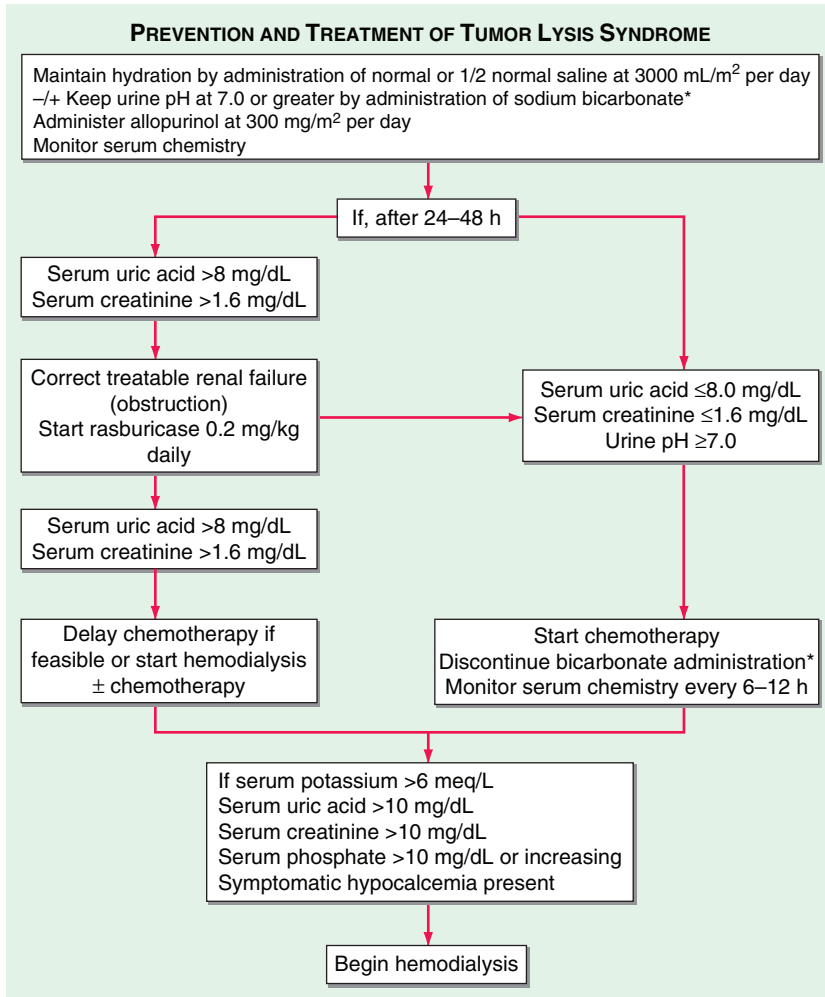 PREVENTION AND TREATMENT OF TUMOR LYSIS SYNDROME
Maintain hydration by administration of normal or 1/2 normal saline at 3000 mL/m² per day
–/+ Keep urine pH at 7.0 or greater by administration of sodium bicarbonate*
Administer allopurinol at 300 mg/m² per day
Monitor serum chemistry
If, after 24–48 h
Serum uric acid >8 mg/dL
Serum creatinine >1.6 mg/dL
Correct treatable renal failure
(obstruction)
Start rasburicase 0.2 mg/kg
daily
Serum uric acid ≤8.0 mg/dL
Serum creatinine ≤1.6 mg/dL
Urine pH ≥7.0
Serum uric acid >8 mg/dL
Serum creatinine >1.6 mg/dL
Delay chemotherapy if
feasible or start hemodialysis
± chemotherapy
Start chemotherapy
Discontinue bicarbonate administration*
Monitor serum chemistry every 6–12 h
If serum potassium >6 meq/L
Serum uric acid >10 mg/dL
Serum creatinine >10 mg/dL
Serum phosphate >10 mg/dL or increasing
Symptomatic hypocalcemia present
Begin hemodialysis